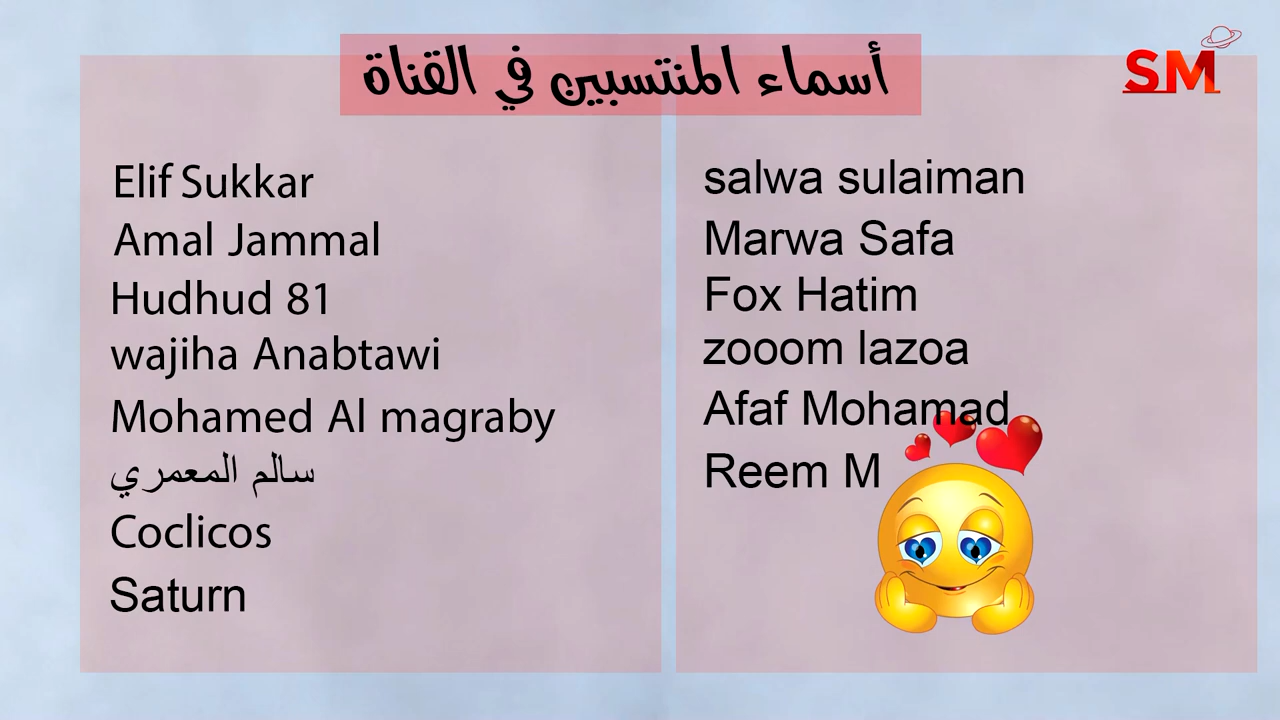 أسماء المنتسبين في القناة
SM
Elif Sukkar
Amal Jammal
Hudhud 81
wajiha Anabtawi
Mohamed Al magraby
سالم المعمري
Coclicos
Saturn
salwa sulaiman
Marwa Safa
Fox Hatim
zooom lazoa
Afaf Mohamad
Reem M